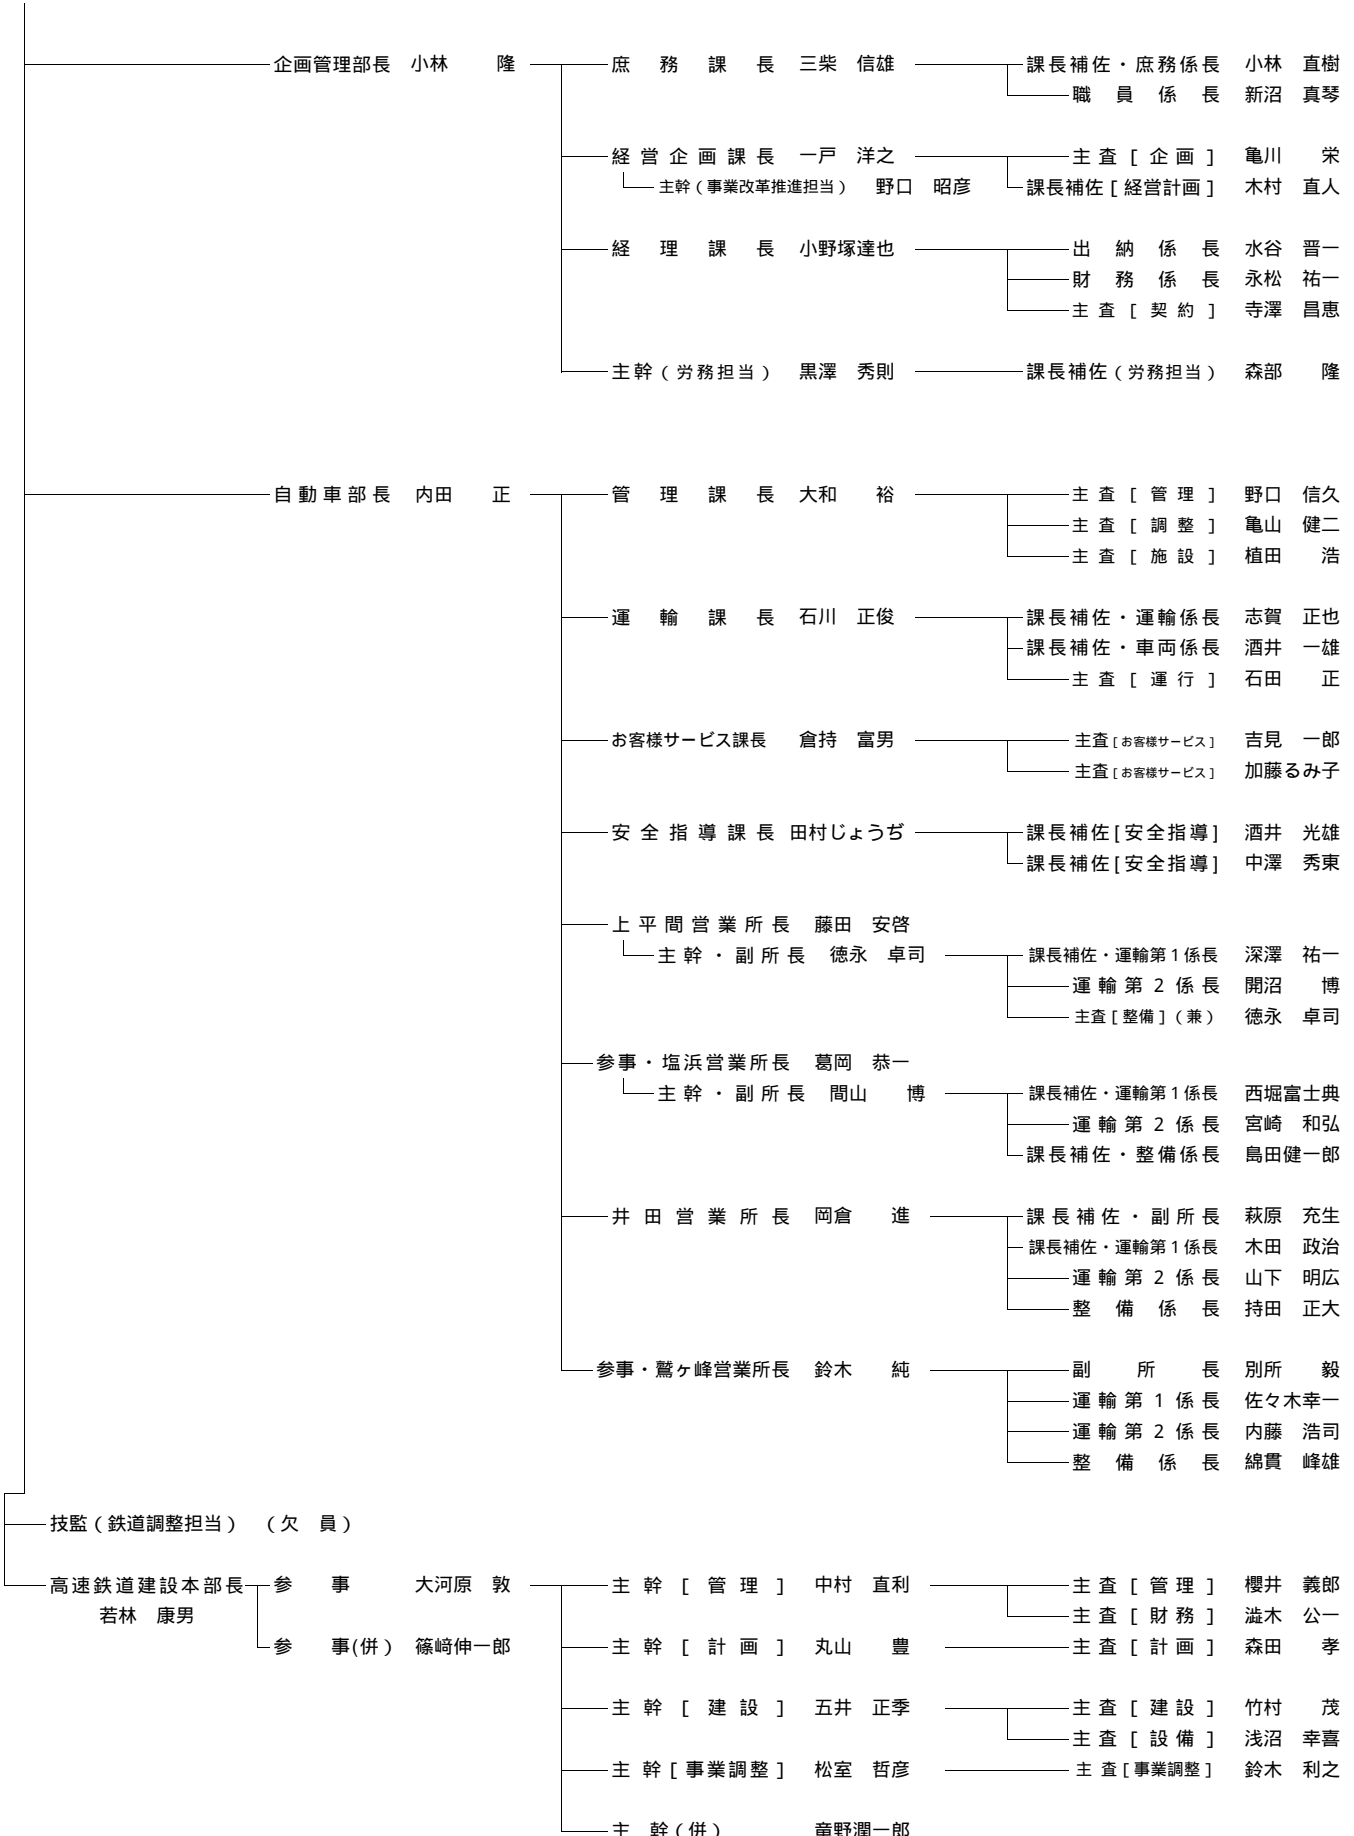 企画管理部長 小林 隆 庶務課長 三柴 信雄 課長補佐・庶務係長 小林 直樹
職員係長 新沼 真琴
経営企画課長 一戸 洋之 主査[企画] 亀川 栄
主幹(事業改革推進担当) 野口 昭彦 課長補佐[経営計画] 木村 直人
経理課長 小野塚達也 出納係長 水谷 晋一
財務係長 永松 祐一
主査[契約] 寺澤 昌恵
主幹(労務担当) 黒澤 秀則 課長補佐(労務担当) 森部 隆
自動車部長 内田 正 管理課長 大和 裕 主査[管理] 野口 信久
主査[調整] 亀山 健二
主査[施設] 植田 浩
運輸課長 石川 正俊 課長補佐・運輸係長 志賀 正也
課長補佐・車両係長 酒井 一雄
主査[運行] 石田 正
お客様サービス課長 倉持 富男 主査[お客様サービス] 吉見 一郎
主査[お客様サービス] 加藤るみ子
安全指導課長 田村じょうぢ 課長補佐[安全指導] 酒井 光雄
課長補佐[安全指導] 中澤 秀東
上平間営業所長 藤田 安啓
主幹・副所長 徳永 卓司 課長補佐・運輸第1係長 深澤 祐一
運輸第2係長 開沼 博
主査[整備](兼) 徳永 卓司
参事・塩浜営業所長 葛岡 恭一
主幹・副所長 間山 博 課長補佐・運輸第1係長 西堀富士典
運輸第2係長 宮崎 和弘
課長補佐・整備係長 島田健一郎
井田営業所長 岡倉 進 課長補佐・副所長 萩原 充生
課長補佐・運輸第1係長 木田 政治
運輸第2係長 山下 明広
整備係長 持田 正大
参事・鷲ヶ峰営業所長 鈴木 純 副所長 別所 毅
運輸第1係長 佐々木幸一
運輸第2係長 内藤 浩司
整備係長 綿貫 峰雄
技監(鉄道調整担当) (欠 員)
高速鉄道建設本部長 参事 大河原 敦 主幹[管理] 中村 直利 主査[管理] 櫻井 義郎
若林 康男 主査[財務] 澁木 公一
参事(併) 篠﨑伸一郎 主幹[計画] 丸山 豊 主査[計画] 森田 孝
主幹[建設] 五井 正季 主査[建設] 竹村 茂
主査[設備] 浅沼 幸喜
主幹[事業調整] 松室 哲彦 主査[事業調整] 鈴木 利之
主幹(併) 竜野潤一郎